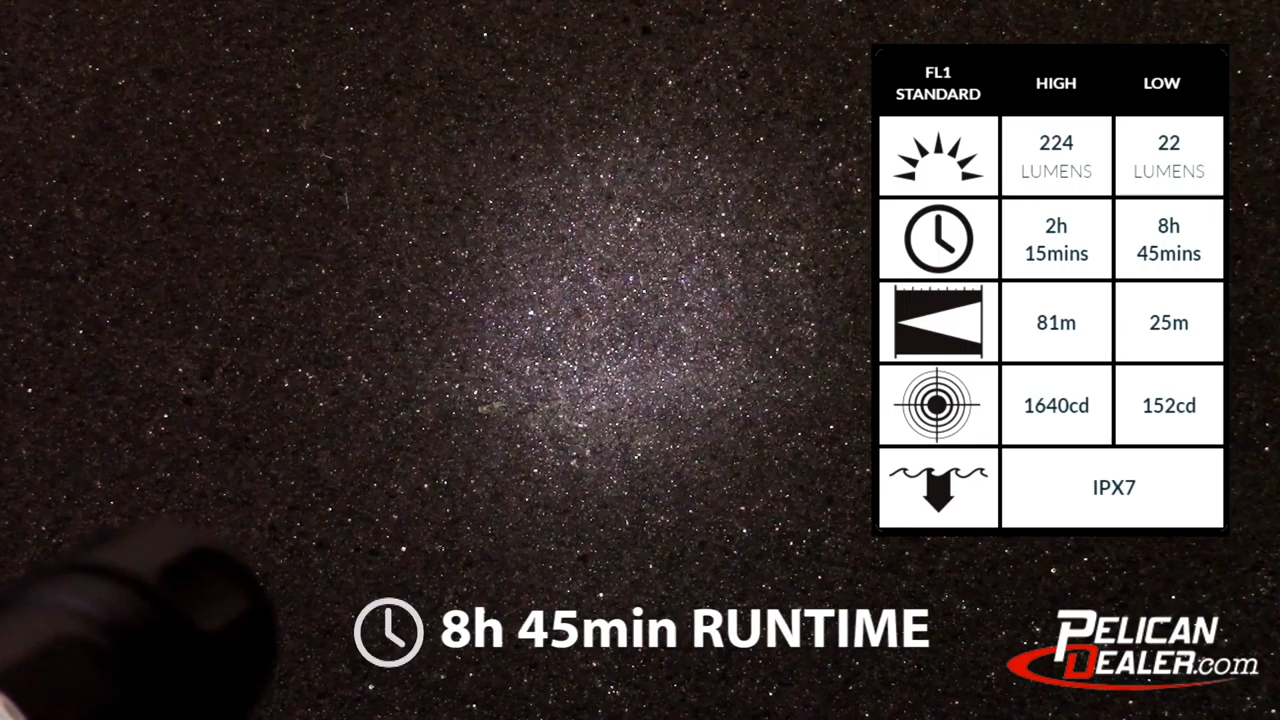 FL1
STANDARD
HIGH
LOW
224
LUMENS
22
LUMENS
2h
15mins
8h
45mins
81m
25m
1640cd
152cd
IPX7
8h 45min RUNTIME
PELICAN
DEALER.com